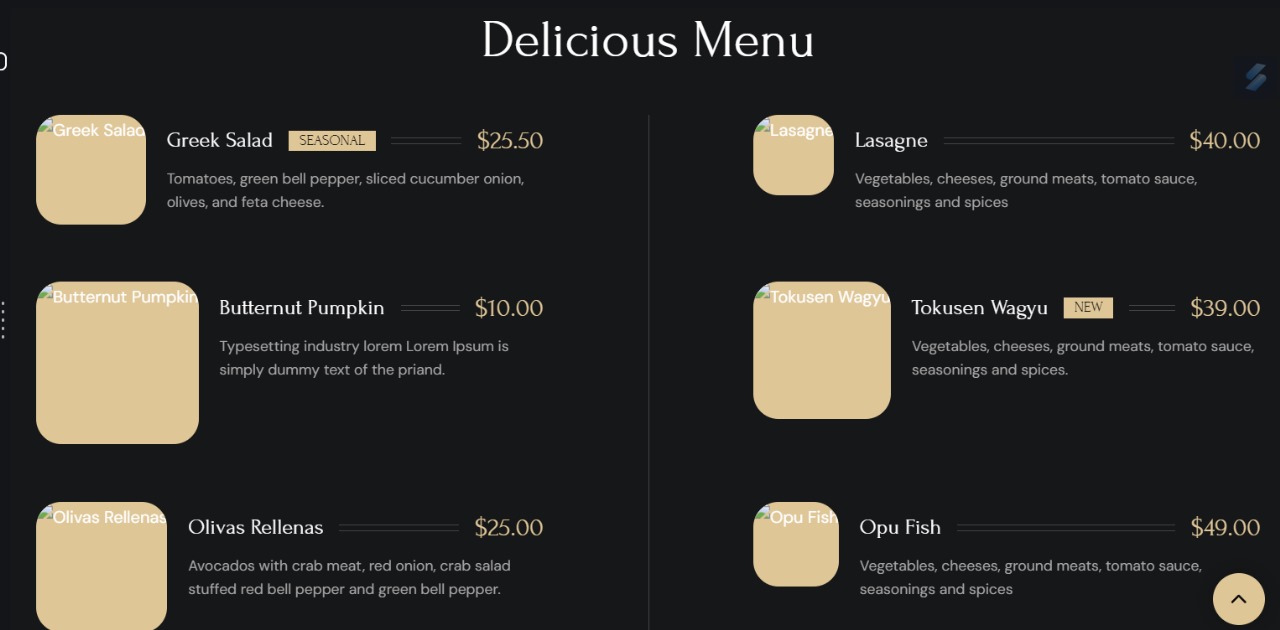 Delicious Menu
Greek Salad
Greek Salad SEASONAL $25.50
Tomatoes, green bell pepper, sliced cucumber onion,
olives, and feta cheese.
Butternut Pumpkin
Butternut Pumpkin $10.00
Typesetting industry lorem Lorem Ipsum is
simply dummy text of the priand.
Olivas Rellenas
Olivas Rellenas $25.00
Avocados with crab meat, red onion, crab salad
stuffed red bell pepper and green bell pepper.
Lasagne
Lasagne $40.00
Vegetables, cheeses, ground meats, tomato sauce,
seasonings and spices
Tokusen Wagyu
Tokusen Wagyu NEW $39.00
Vegetables, cheeses, ground meats, tomato sauce,
seasonings and spices.
Opu Fish
Opu Fish $49.00
Vegetables, cheeses, ground meats, tomato sauce,
seasonings and spices